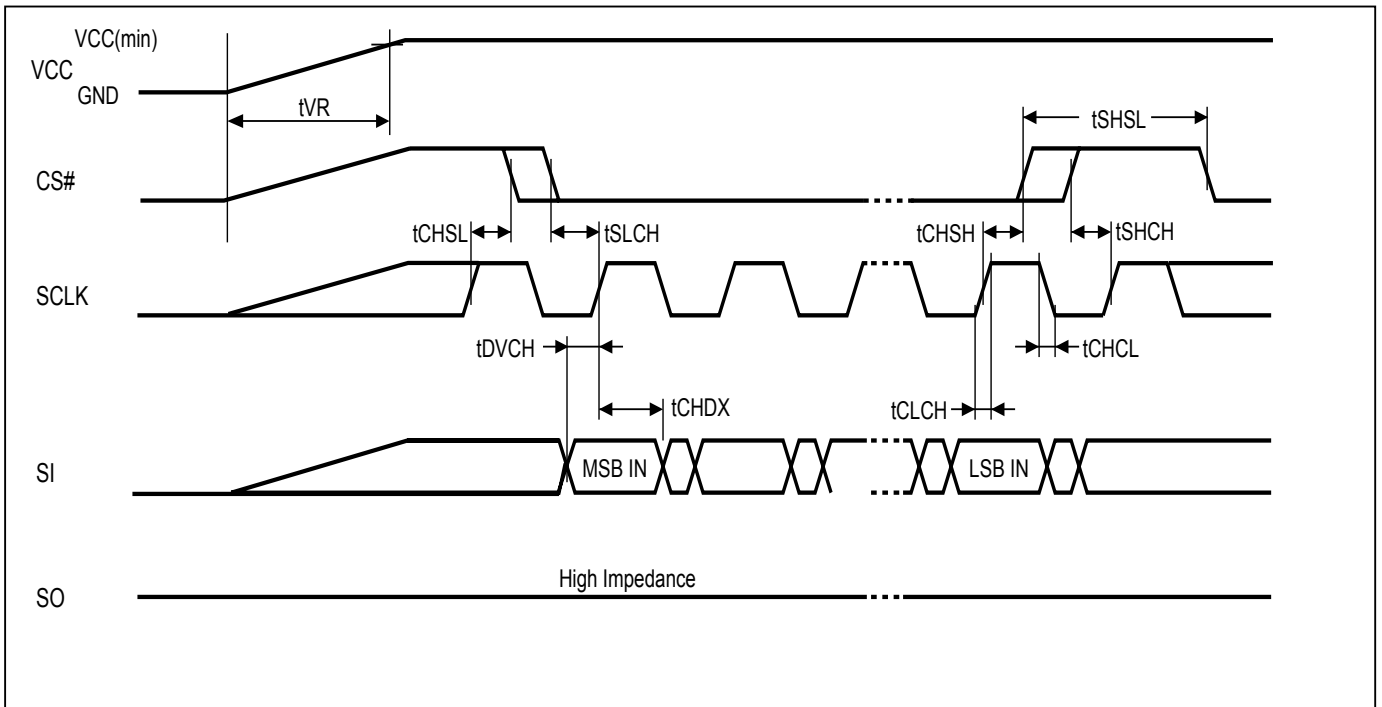 VCC(min)
VCC
GND
tVR
tSHSL
CS#
tCHSL
tSLCH
tCHSH
tSHCH
SCLK
tDVCH
tCHCL
tCHDX
tCLCH
SI
MSB IN
LSB IN
High Impedance
SO